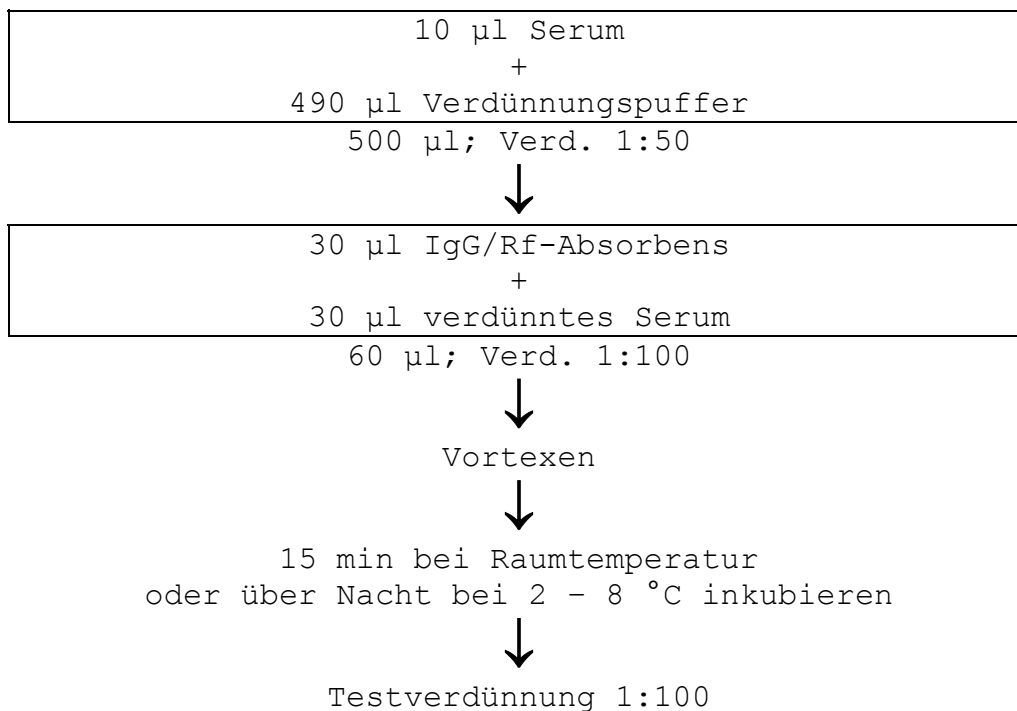 10 µl Serum
+
490 µl Verdünnungspuffer
500 µl; Verd. 1:50
30 µl IgG/Rf-Absorbens
+
30 µl verdünntes Serum
60 µl; Verd. 1:100
Vortexen
15 min bei Raumtemperatur
oder über Nacht bei 2 – 8 °C inkubieren
Testverdünnung 1:100